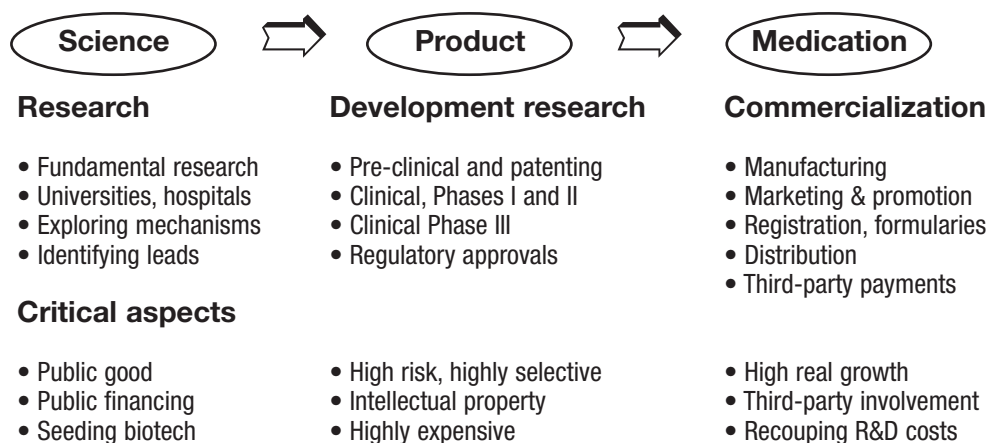 Science
Product
Medication
Research
• Fundamental research
• Universities, hospitals
• Exploring mechanisms
• Identifying leads
Development research
• Pre-clinical and patenting
• Clinical, Phases I and II
• Clinical Phase III
• Regulatory approvals
Commercialization
• Manufacturing
• Marketing & promotion
• Registration, formularies
• Distribution
• Third-party payments
Critical aspects
• Public good
• Public financing
• Seeding biotech
• High risk, highly selective
• Intellectual property
• Highly expensive
• High real growth
• Third-party involvement
• Recouping R&D costs